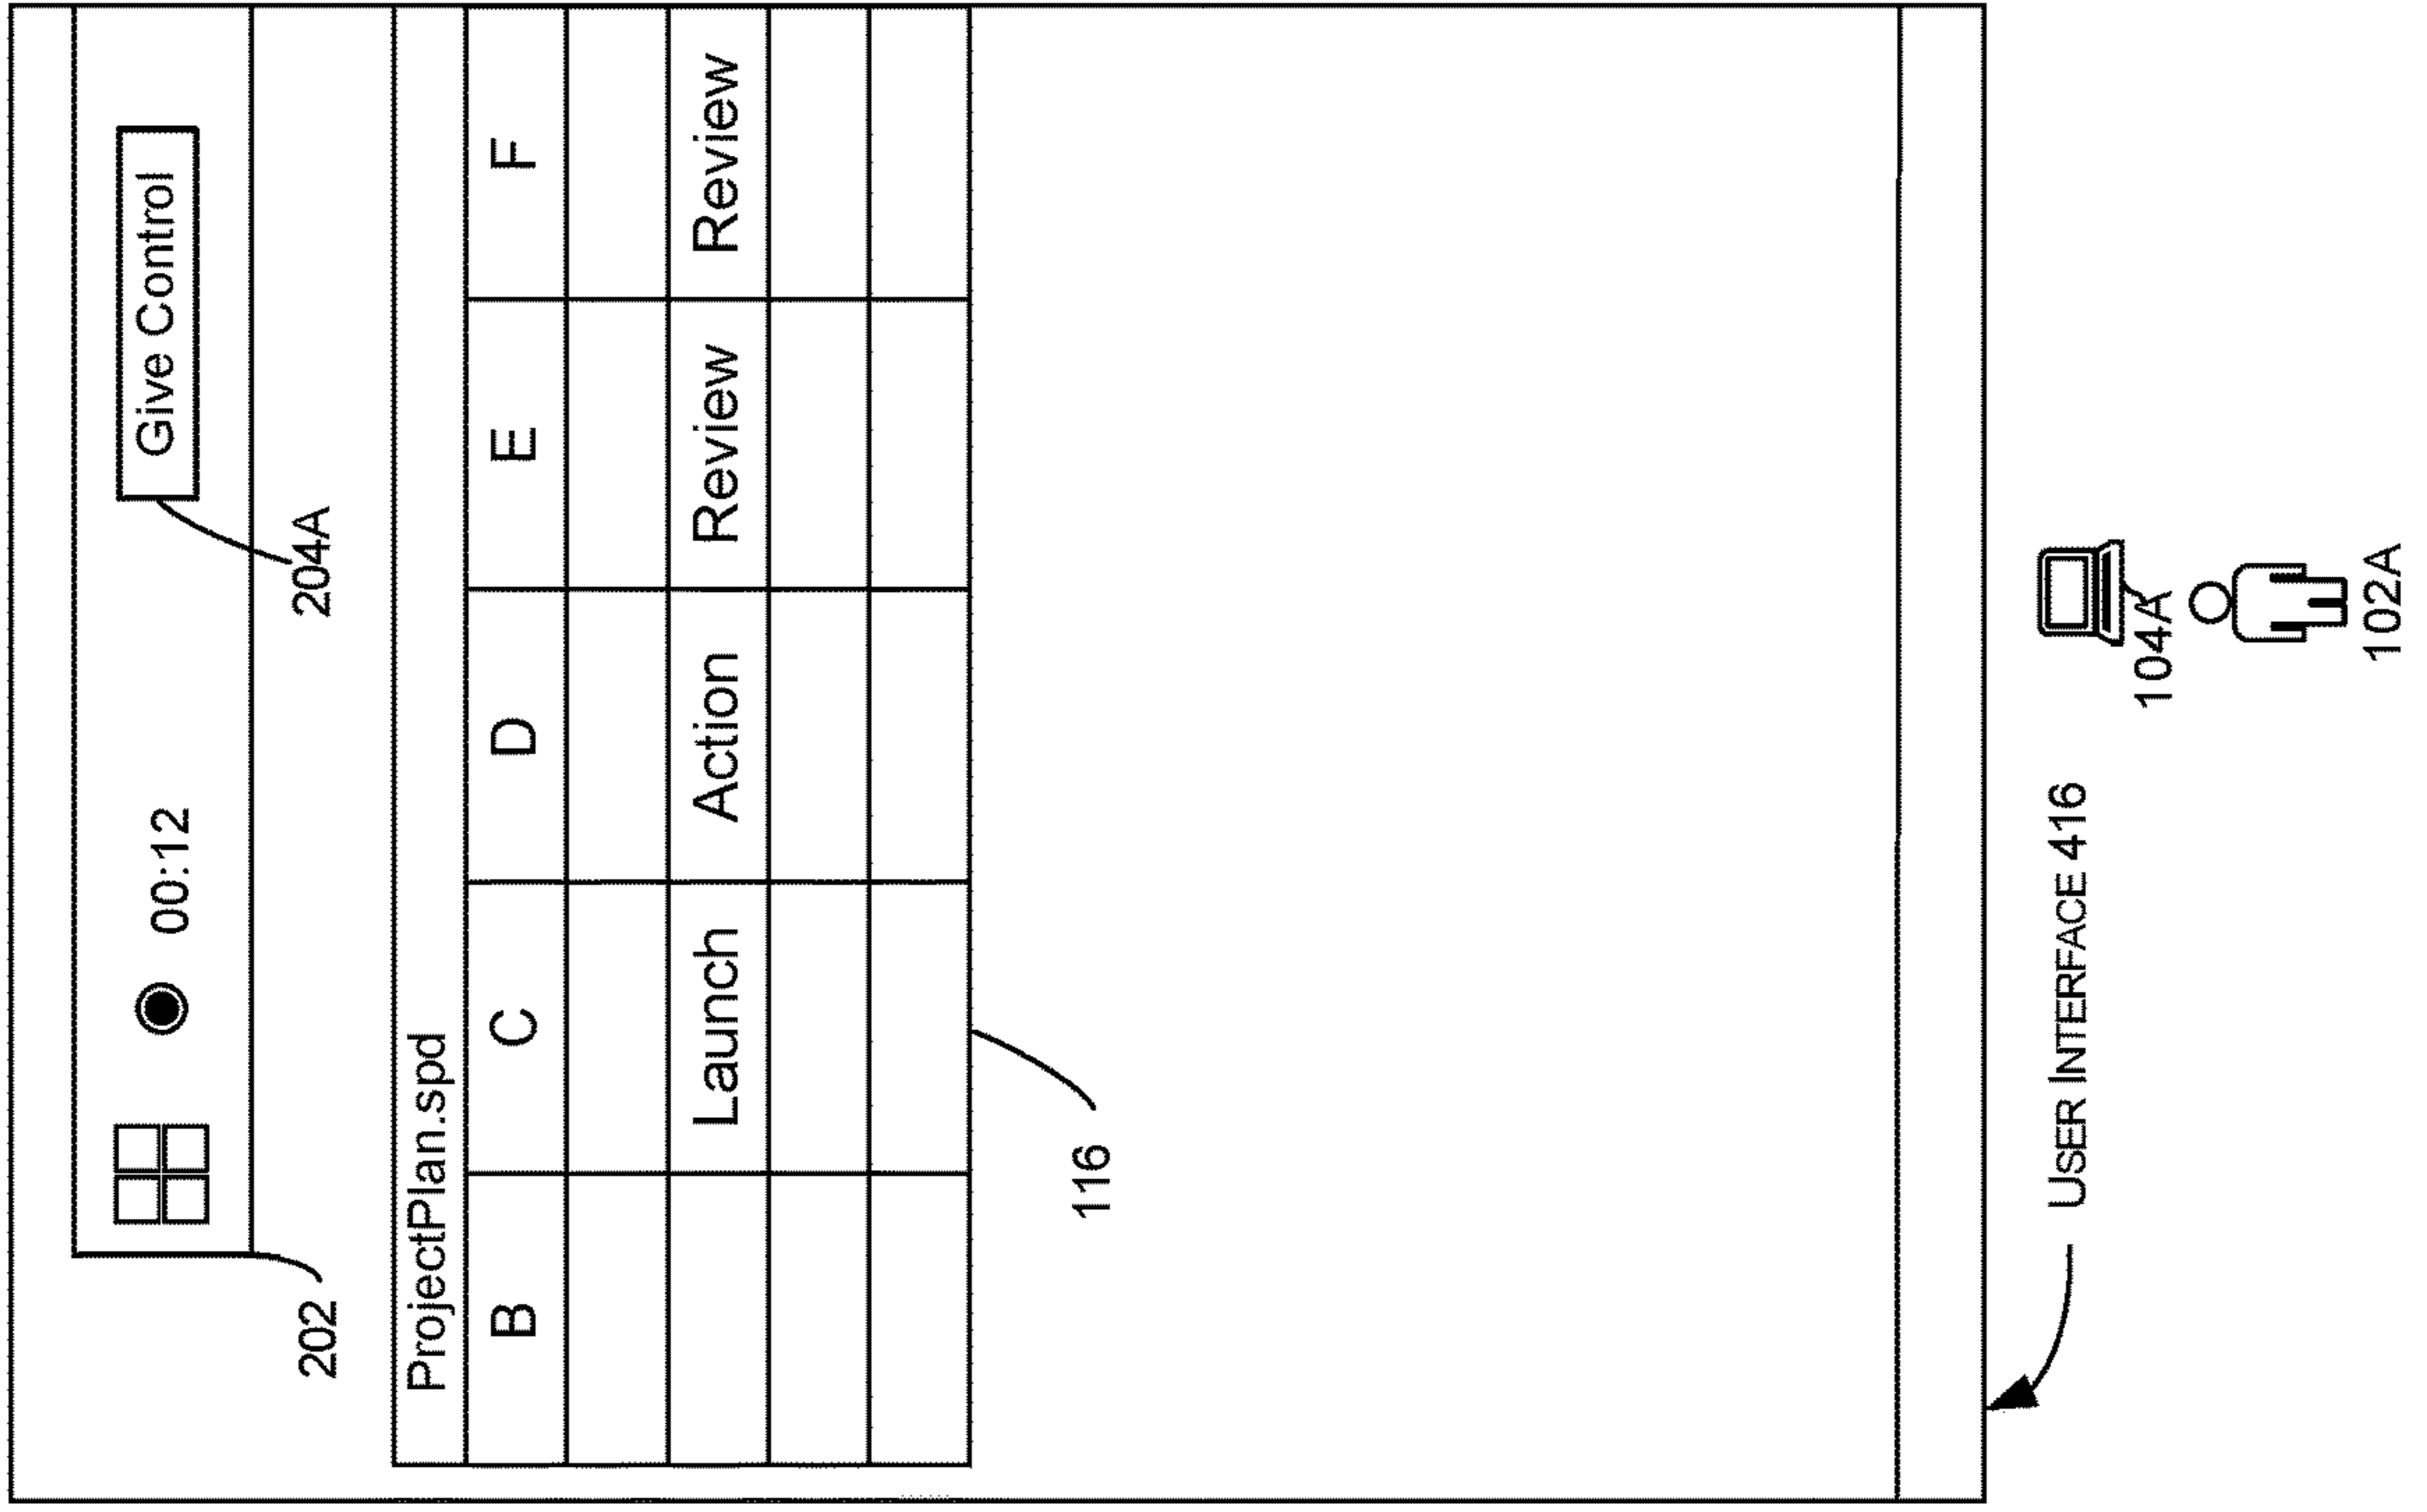 00:12
Give Control
204A
202
ProjectPlan.spd
B C D E F
Launch Action Review Review
116
USER INTERFACE 416
104A
102A